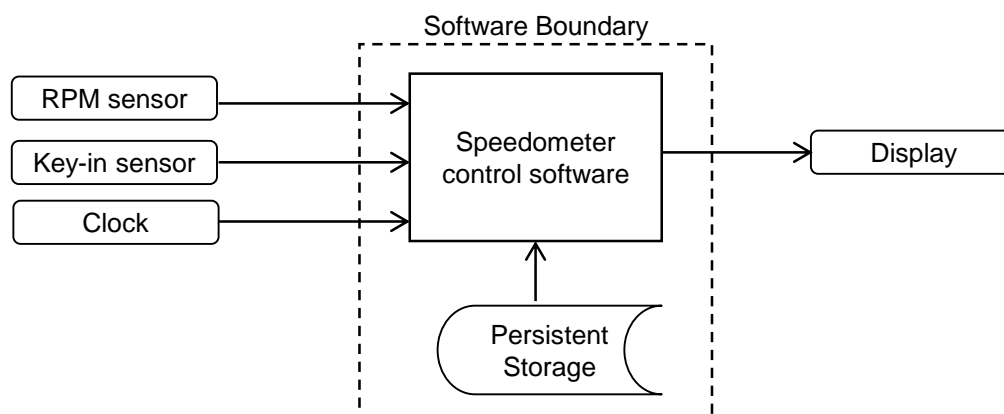 Software Boundary
RPM sensor
Key-in sensor
Clock
Speedometer
control software
Display
Persistent
Storage